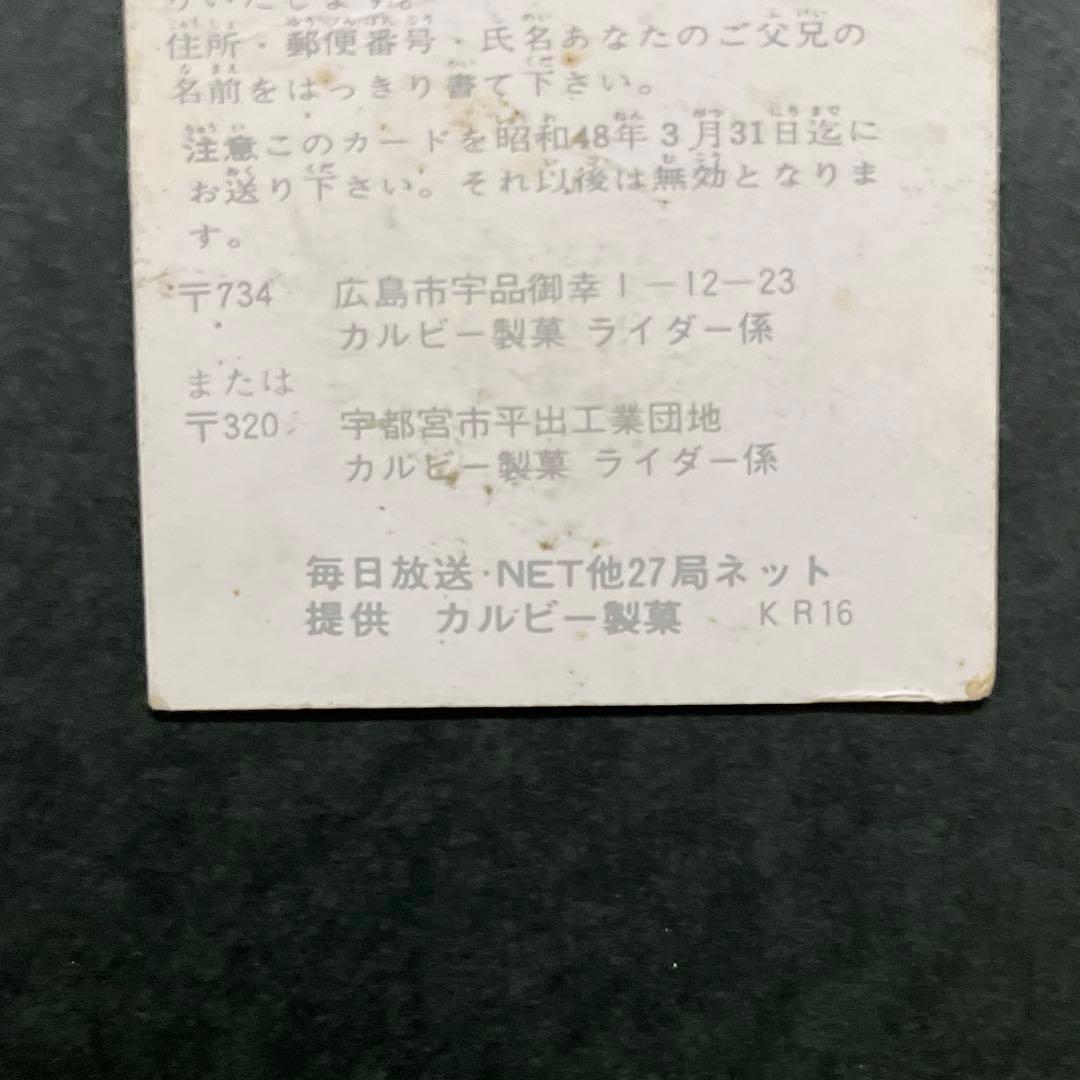 りいたします。
住所・郵便番号・氏名あなたのご父兄の
名前をはっきり書て下さい。
注意このカードを昭和48年3月31日迄に
お送り下さい。それ以後は無効となりま
す。
〒734 広島市宇品御幸1-12-23
カルビー製菓 ライダー係
または
〒320 宇都宮市平出工業団地
カルビー製菓 ライダー係
毎日放送・NET他27局ネット
提供 カルビー製菓 KR16